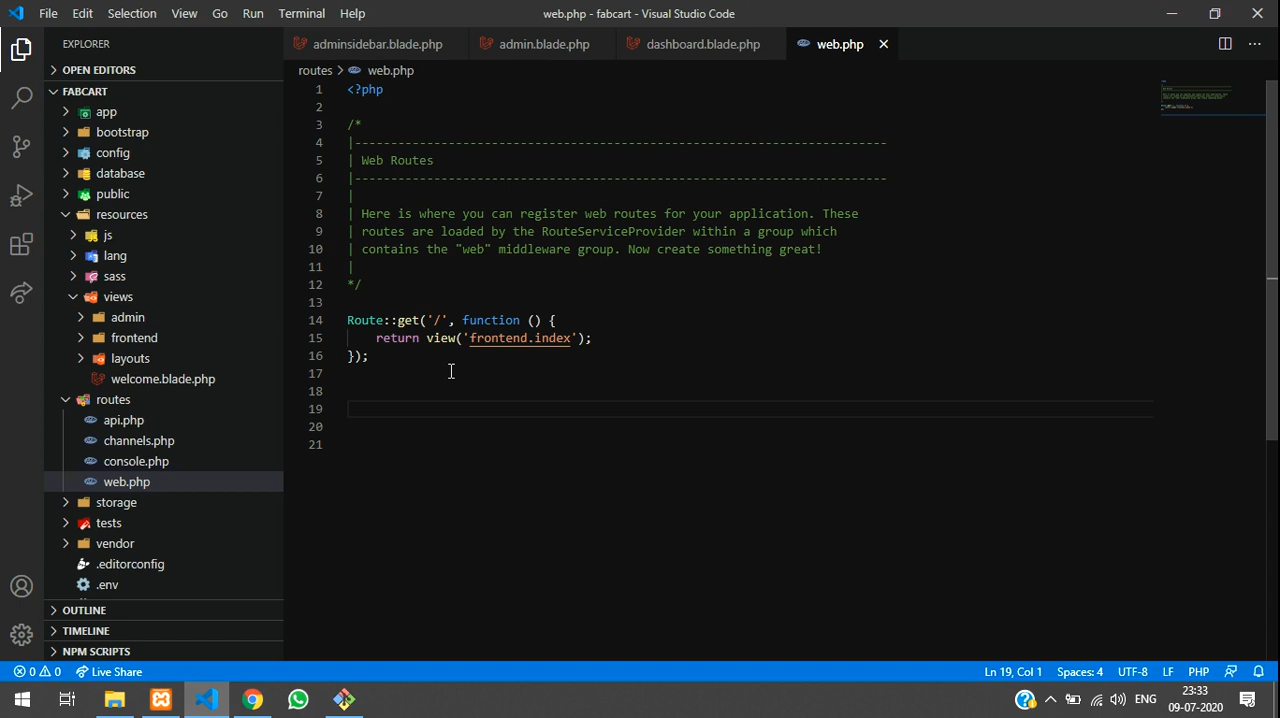 File Edit Selection View Go Run Terminal Help
web.php - fabcart - Visual Studio Code
EXPLORER
adminsidebar.blade.php
admin.blade.php
dashboard.blade.php
web.php
OPEN EDITORS
FABCART
app
bootstrap
config
database
public
resources
js
lang
sass
views
admin
frontend
layouts
welcome.blade.php
routes
api.php
channels.php
console.php
web.php
storage
tests
vendor
.editorconfig
.env
OUTLINE
TIMELINE
NPM SCRIPTS
routes > web.php
1 <?php
2
3 /*
4 |--------------------------------------------------------------------------
5 | Web Routes
6 |--------------------------------------------------------------------------
7 |
8 | Here is where you can register web routes for your application. These
9 | routes are loaded by the RouteServiceProvider within a group which
10 | contains the "web" middleware group. Now create something great!
11 |
12 */
13
14 Route::get('/', function () {
15 return view('frontend.index');
16 });
17
18
19
20
21
0 0 Live Share
Ln 19, Col 1 Spaces: 4 UTF-8 LF PHP
ENG
23:33
09-07-2020